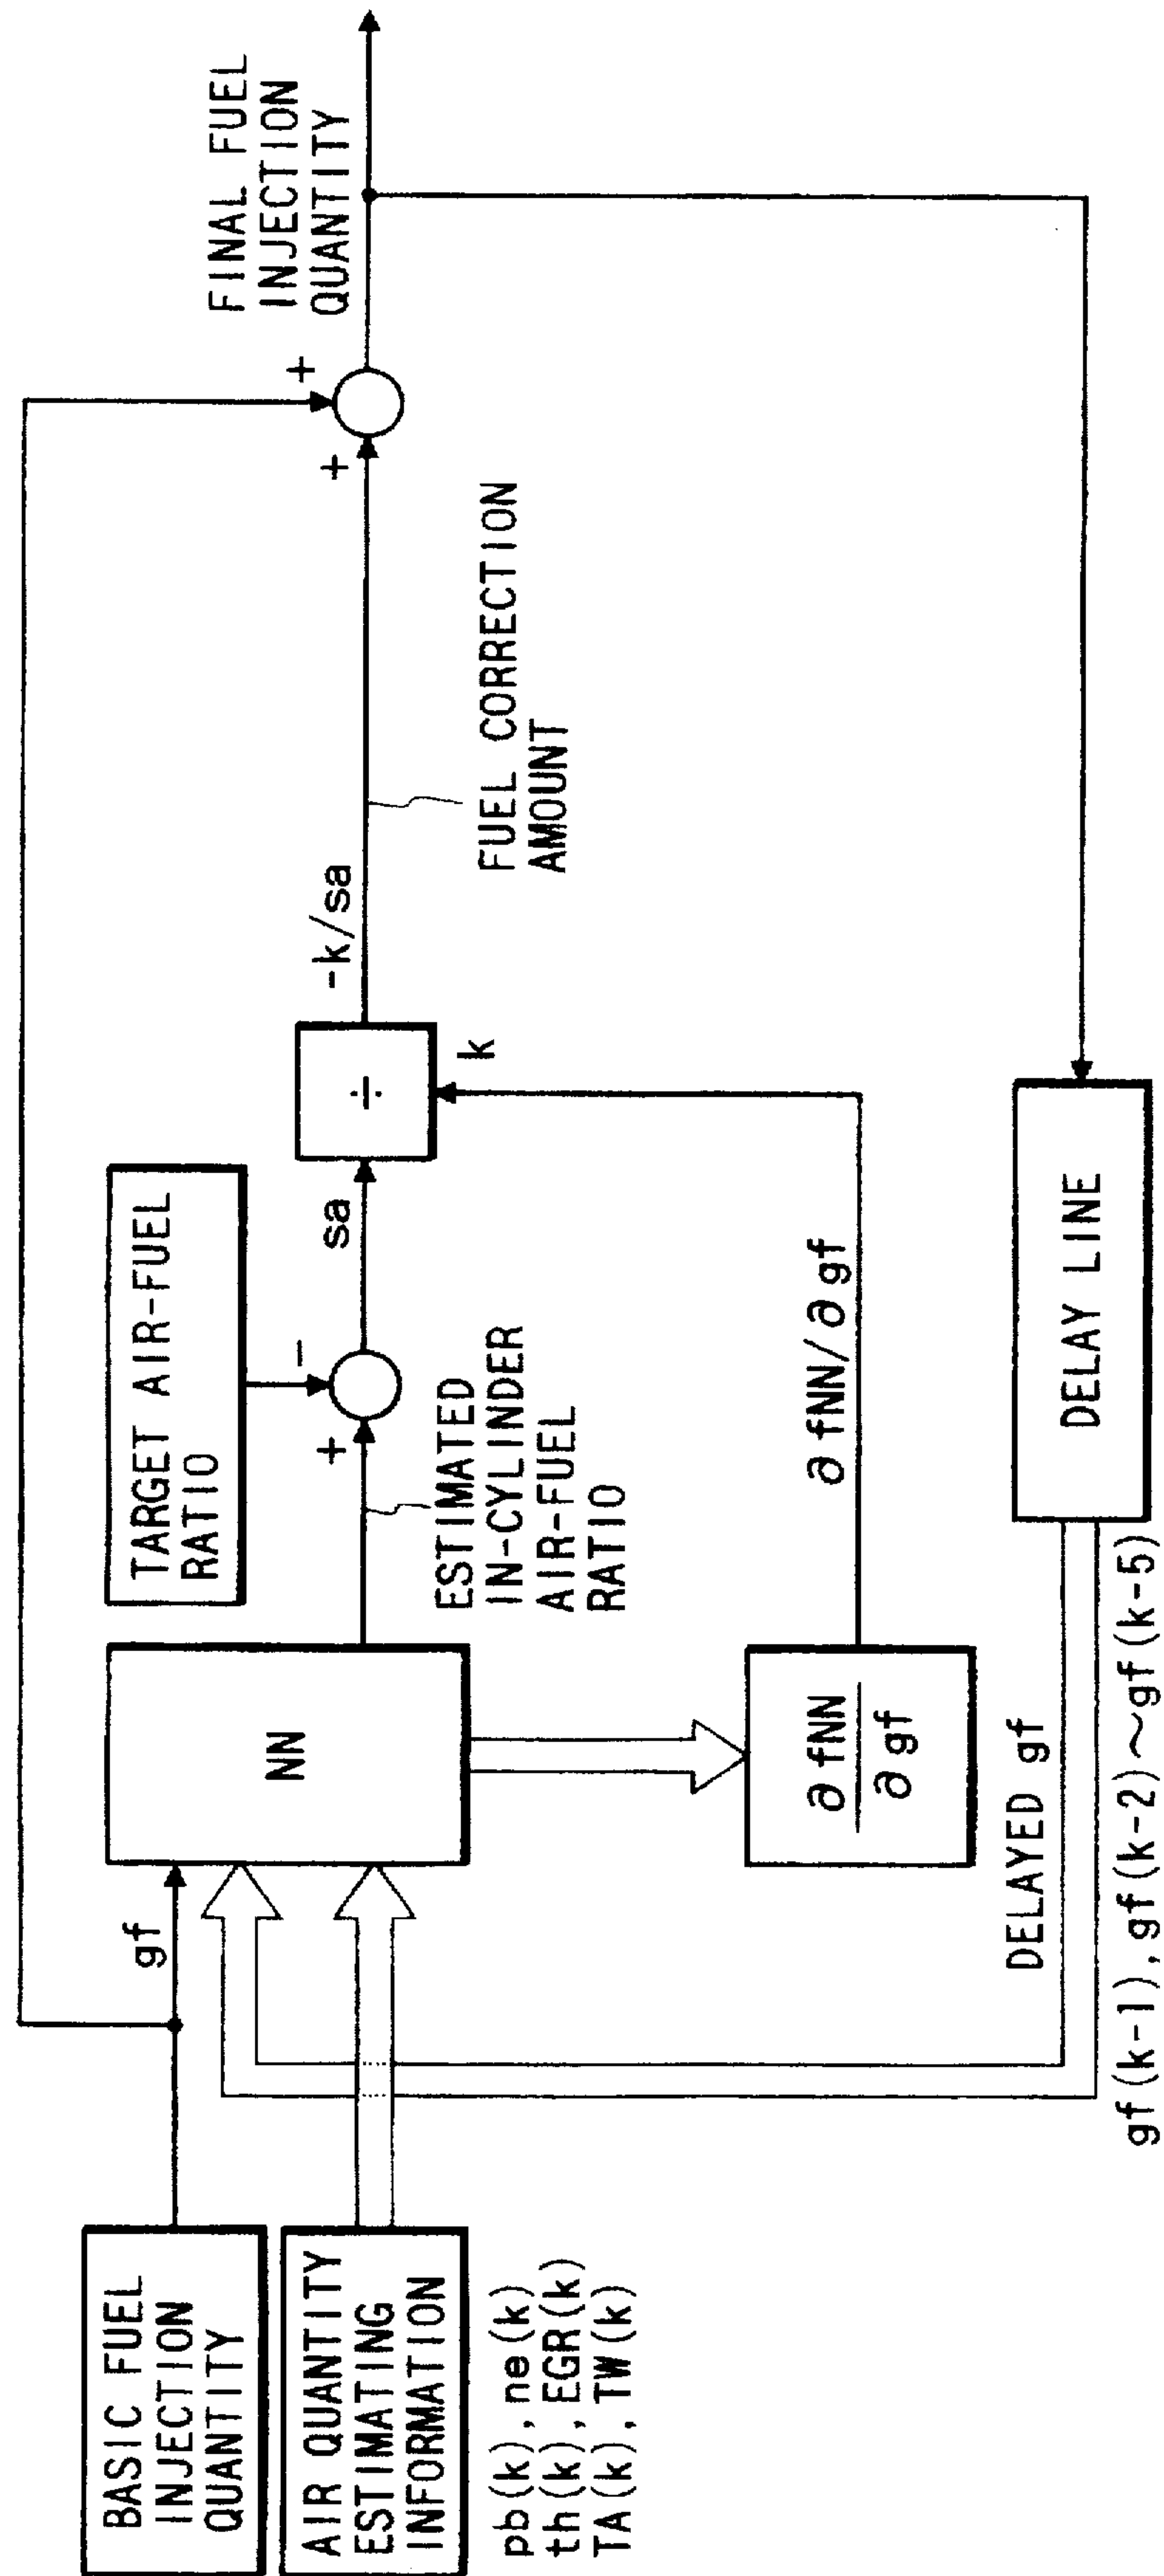 BASIC FUEL
INJECTION
QUANTITY
AIR QUANTITY
ESTIMATING
INFORMATION
pb(k), ne(k)
th(k), EGR(k)
TA(k), TW(k)
gf
NN
TARGET AIR-FUEL
RATIO
+
-
ESTIMATED
IN-CYLINDER
AIR-FUEL
RATIO
sa
÷
k
-k/sa
∂fNN
∂gf
∂fNN/∂gf
FUEL CORRECTION
AMOUNT
+
+
FINAL FUEL
INJECTION
QUANTITY
DELAY LINE
DELAYED gf
gf(k-1), gf(k-2)~gf(k-5)